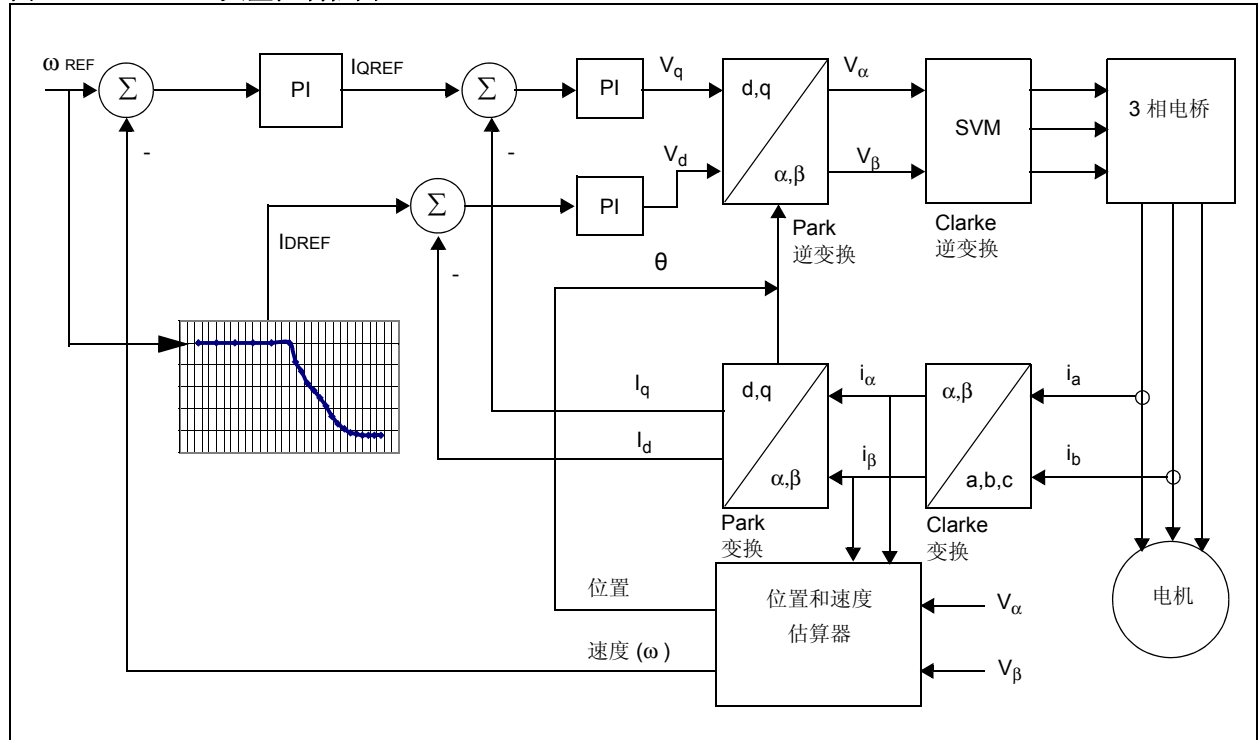 ω REF
Σ
PI
IQREF
Σ
PI
Vq
d,q
α,β
Vα
Vβ
SVM
3 相电桥
-
-
Vd
Σ
PI
IDREF
-
Park
逆变换
Clarke
逆变换
θ
Iq
Id
d,q
α,β
iα
iβ
α,β
a,b,c
ia
ib
Park
变换
Clarke
变换
位置
速度 (ω )
位置和速度
估算器
Vα
Vβ
电机